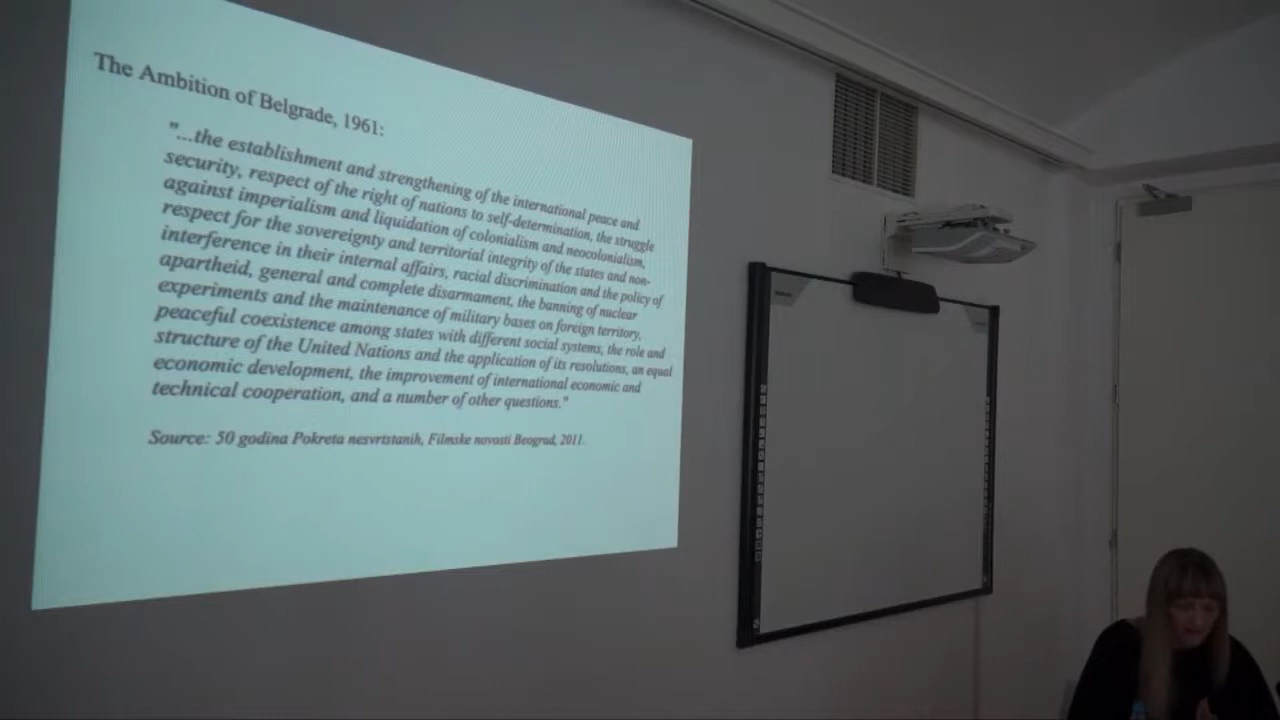 The Ambition of Belgrade, 1961:
"...the establishment and strengthening of the international peace and
security, respect of the right of nations to self-determination, the struggle
against imperialism and liquidation of colonialism and neocolonialism,
respect for the sovereignty and territorial integrity of the states and non-
interference in their internal affairs, racial discrimination and the policy of
apartheid, general and complete disarmament, the banning of nuclear
experiments and the maintenance of military bases on foreign territory,
peaceful coexistence among states with different social systems, the role and
structure of the United Nations and the application of its resolutions, an equal
economic development, the improvement of international economic and
technical cooperation, and a number of other questions."
Source: 50 godina Pokreta nesvrtstanih, Filmske novosti Beograd, 2011.